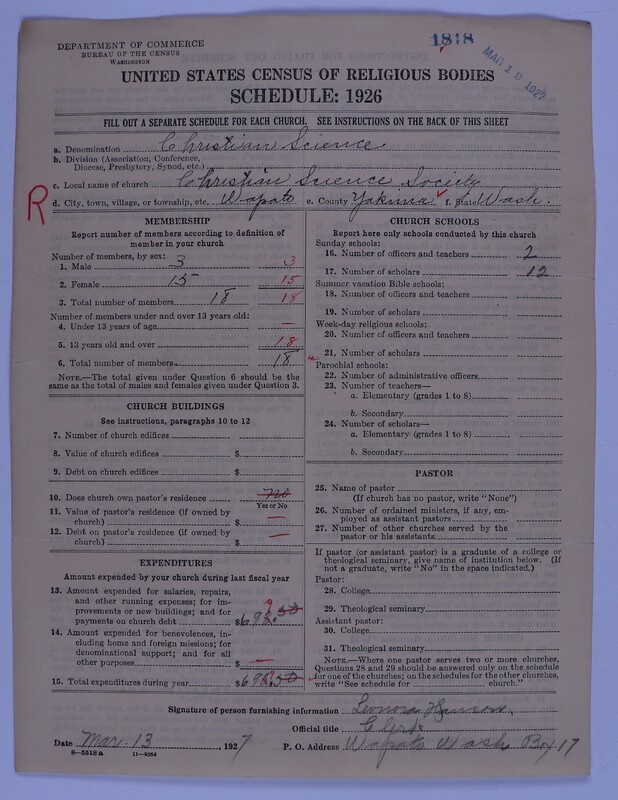 DEPARTMENT OF COMMERCE
BUREAU OF THE CENSUS
WASHINGTON
1818
MAR 19 1927
UNITED STATES CENSUS OF RELIGIOUS BODIES
SCHEDULE: 1926
FILL OUT A SEPARATE SCHEDULE FOR EACH CHURCH. SEE INSTRUCTIONS ON THE BACK OF THIS SHEET
a. Denomination Christian Science
b. Division (Association, Conference,
Diocese, Presbytery, Synod, etc.)
c. Local name of church Christian Science Society
R d. City, town, village, or township, etc. Wapato e. County Yakima f. State Wash.
MEMBERSHIP
Report number of members according to definition of
member in your church
Number of members, by sex:
1. Male 3 3
2. Female 15 15
3. Total number of members 18 18
Number of members under and over 13 years old:
4. Under 13 years of age —
5. 13 years old and over 18
6. Total number of members 18
NOTE.—The total given under Question 6 should be
same as the total of males and females given under Question 3.
CHURCH BUILDINGS
See instructions, paragraphs 10 to 12
7. Number of church edifices
8. Value of church edifices $
9. Debt on church edifices $
10. Does church own pastor's residence no
Yes or No
11. Value of pastor's residence (if owned by
church) $ —
12. Debt on pastor's residence (if owned by
church) $ —
EXPENDITURES
Amount expended by your church during last fiscal year
13. Amount expended for salaries, repairs,
and other running expenses; for im-
provements or new buildings; and for
payments on church debt $698.50 9
14. Amount expended for benevolences,
including home and foreign missions; for
denominational support; and for all
other purposes $ —
15. Total expenditures during year $698.50 9
CHURCH SCHOOLS
Report here only schools conducted by this church
Sunday schools:
16. Number of officers and teachers 2
17. Number of scholars 12
Summer vacation Bible schools:
18. Number of officers and teachers
19. Number of scholars
Week-day religious schools:
20. Number of officers and teachers
21. Number of scholars
Parochial schools:
22. Number of administrative officers
23. Number of teachers—
a. Elementary (grades 1 to 8)
b. Secondary
24. Number of scholars—
a. Elementary (grades 1 to 8)
b. Secondary
PASTOR
25. Name of pastor
(If church has no pastor, write "None")
26. Number of ordained ministers, if any, em-
ployed as assistant pastors
27. Number of other churches served by the
pastor or his assistants
If pastor (or assistant pastor) is a graduate of a college or
theological seminary, give name of institution below. (If
not a graduate, write "No" in the space indicated.)
Pastor:
28. College
29. Theological seminary
Assistant pastor:
30. College
31. Theological seminary
NOTE.—Where one pastor serves two or more churches,
Questions 28 and 29 should be answered only on the schedule
for one of the churches; on the schedules for the other churches,
write "See schedule for church."
Signature of person furnishing information Leonora
Official title Clerk
Date Mar. 13, 1927 P. O. Address Wapato Wash Box 17
8—5518 a 11—9084